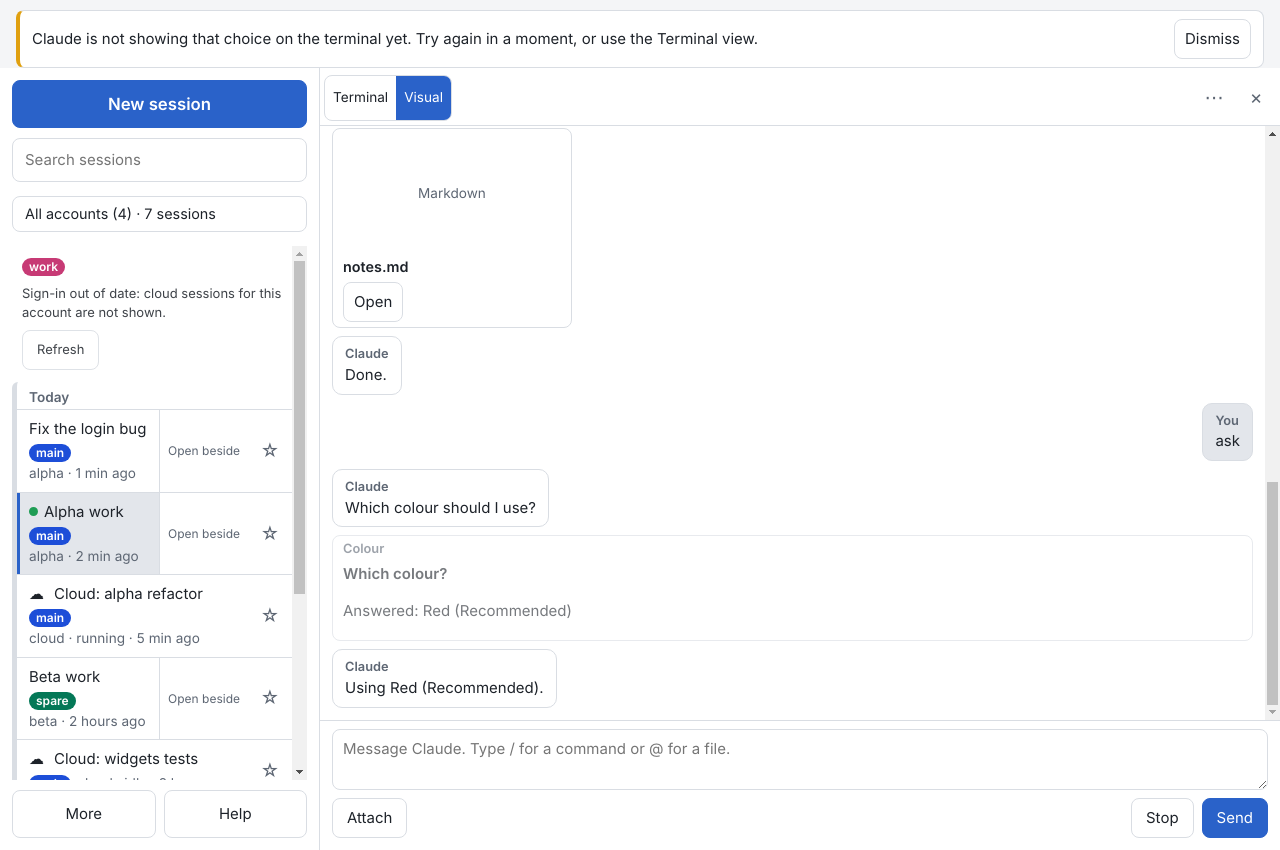 Claude is not showing that choice on the terminal yet. Try again in a moment, or use the Terminal view.
Dismiss
New session
Search sessions
All accounts (4) · 7 sessions
work
Sign-in out of date: cloud sessions for this
account are not shown.
Refresh
Today
Fix the login bug
main
alpha · 1 min ago
Open beside
Alpha work
main
alpha · 2 min ago
Open beside
Cloud: alpha refactor
main
cloud · running · 5 min ago
Beta work
spare
beta · 2 hours ago
Open beside
Cloud: widgets tests
More
Help
Terminal
Visual
Markdown
notes.md
Open
Claude
Done.
You
ask
Claude
Which colour should I use?
Colour
Which colour?
Answered: Red (Recommended)
Claude
Using Red (Recommended).
Message Claude. Type / for a command or @ for a file.
Attach
Stop
Send